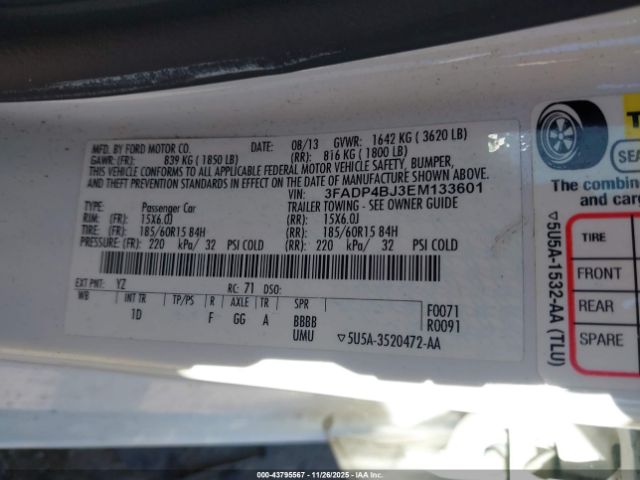 MFD. BY FORD MOTOR CO.
DATE: 08/13 GVWR: 1642 KG ( 3620 LB)
GAWR: (FR): 839 KG ( 1850 LB) (RR): 816 KG ( 1800 LB)
THIS VEHICLE CONFORMS TO ALL APPLICABLE FEDERAL MOTOR VEHICLE SAFETY, BUMPER,
AND THEFT PREVENTION STANDARDS IN EFFECT ON THE DATE OF MANUFACTURE SHOWN ABOVE.
VIN: 3FADP4BJ3EM133601
TYPE: Passenger Car TRAILER TOWING - SEE OWNER GUIDE
RIM: (FR): 15X6.0J (RR): 15X6.0J
TIRE: (FR): 185/60R15 84H (RR): 185/60R15 84H
PRESSURE: (FR): 220 kPa/ 32 PSI COLD (RR): 220 kPa/ 32 PSI COLD
EXT PNT: YZ RC: 71 DSO:
WB INT TR TP/PS R AXLE TR SPR F0071
1D F GG A BBBB R0091
UMU ▽5U5A-3520472-AA
T
SEA
The combin
and carg
TIRE
FRONT
REAR
SPARE
▽5U5A-1532-AA (TLU)
© 00-43795567 - 11/26/2025 - IAA Inc.